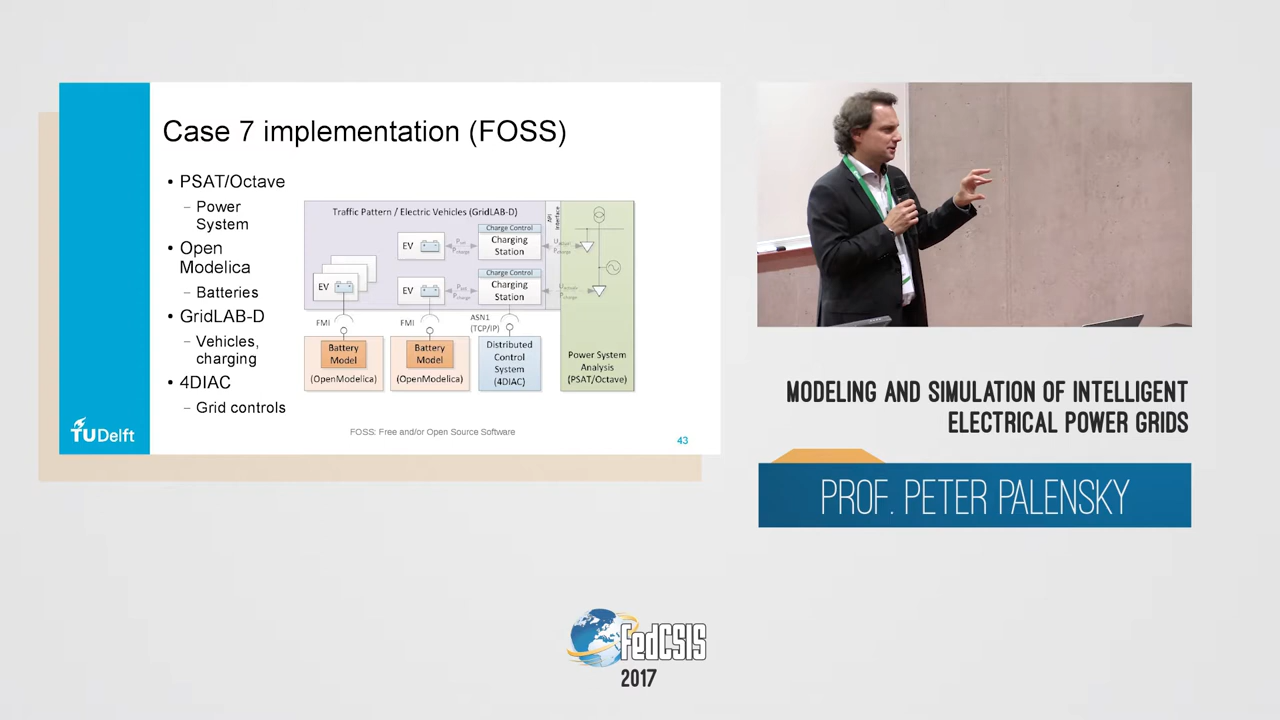 Case 7 implementation (FOSS)
• PSAT/Octave
– Power
System
• Open
Modelica
– Batteries
• GridLAB-D
– Vehicles,
charging
• 4DIAC
– Grid controls
Traffic Pattern / Electric Vehicles (GridLAB-D)
API
Interface
EV
Charge Control
Charging
Station
EV
EV
Charge Control
Charging
Station
FMI
FMI
ASN1
(TCP/IP)
Battery
Model
(OpenModelica)
Battery
Model
(OpenModelica)
Distributed
Control
System
(4DIAC)
Power System
Analysis
(PSAT/Octave)
FOSS: Free and/or Open Source Software
43
TUDelft
MODELING AND SIMULATION OF INTELLIGENT
ELECTRICAL POWER GRIDS
PROF. PETER PALENSKY
FedCSIS
2017